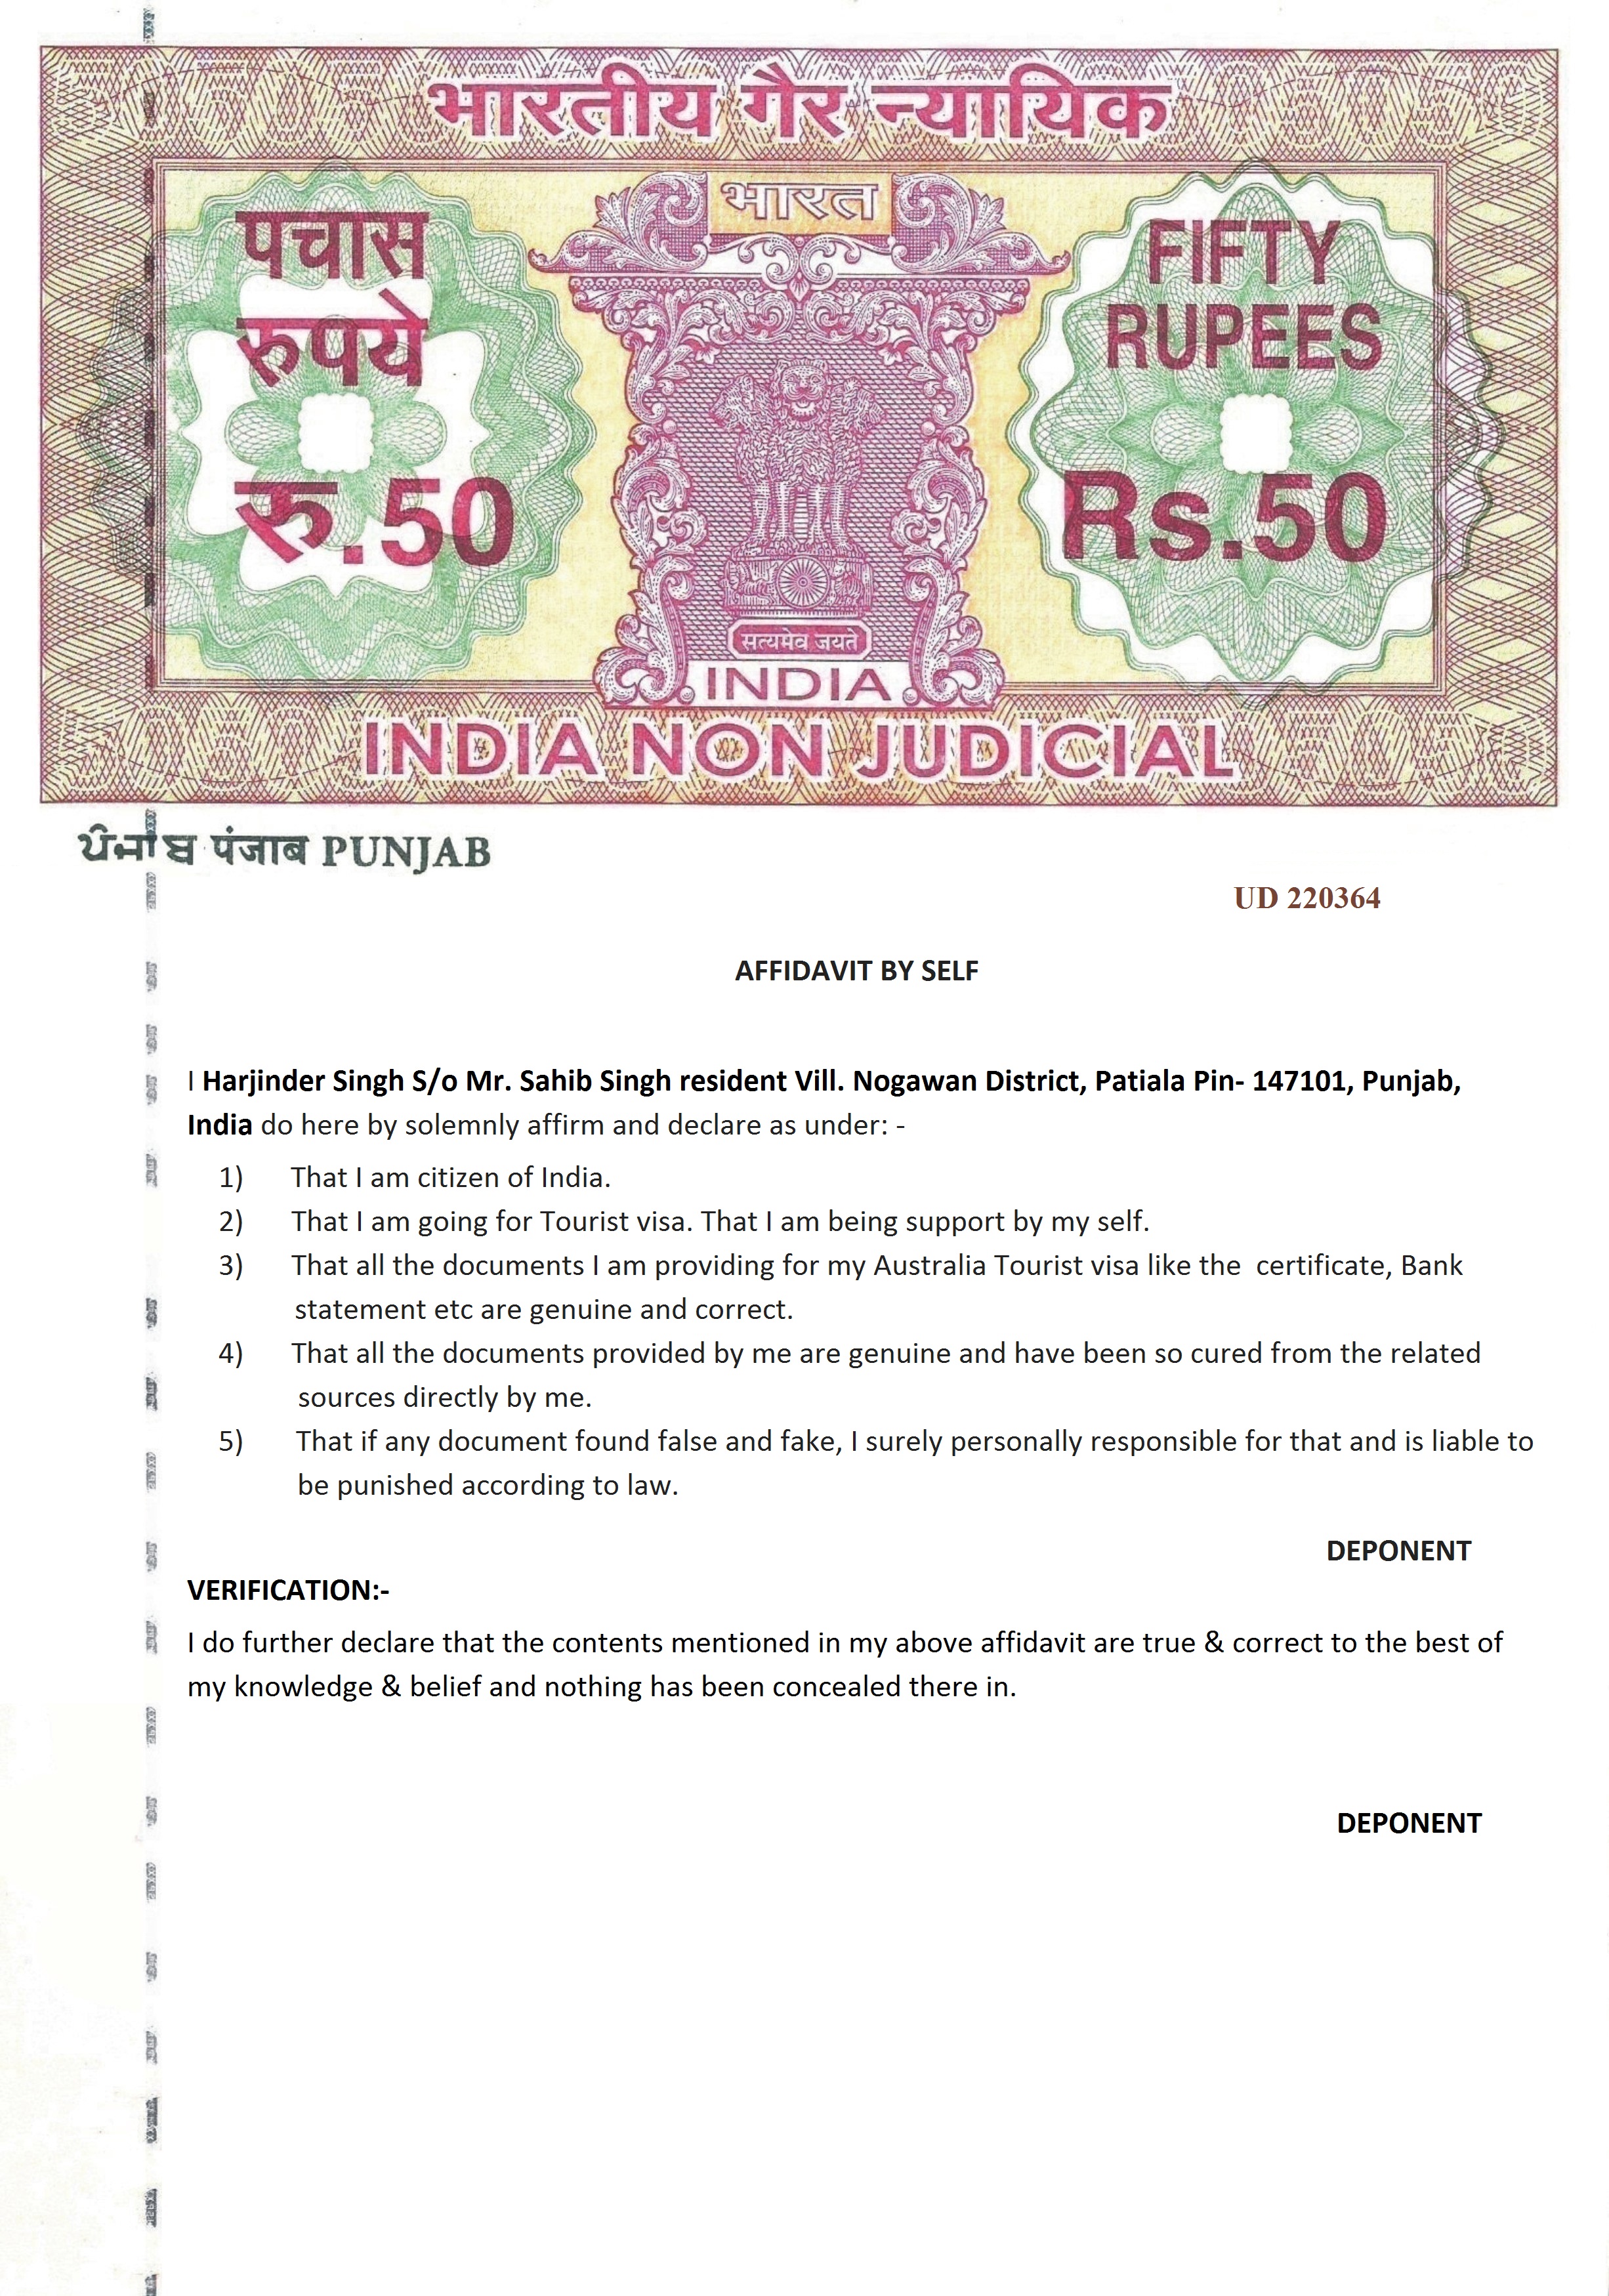 भारतीय गैर न्यायिक
भारत
पचास
रुपये
रु.50
FIFTY
RUPEES
Rs.50
सत्यमेव जयते
INDIA
INDIA NON JUDICIAL
ਪੰਜਾਬ पंजाब PUNJAB
UD 220364
AFFIDAVIT BY SELF
I Harjinder Singh S/o Mr. Sahib Singh resident Vill. Nogawan District, Patiala Pin- 147101, Punjab,
India do here by solemnly affirm and declare as under: -
1) That I am citizen of India.
2) That I am going for Tourist visa. That I am being support by my self.
3) That all the documents I am providing for my Australia Tourist visa like the certificate, Bank
statement etc are genuine and correct.
4) That all the documents provided by me are genuine and have been so cured from the related
sources directly by me.
5) That if any document found false and fake, I surely personally responsible for that and is liable to
be punished according to law.
DEPONENT
VERIFICATION:-
I do further declare that the contents mentioned in my above affidavit are true & correct to the best of
my knowledge & belief and nothing has been concealed there in.
DEPONENT